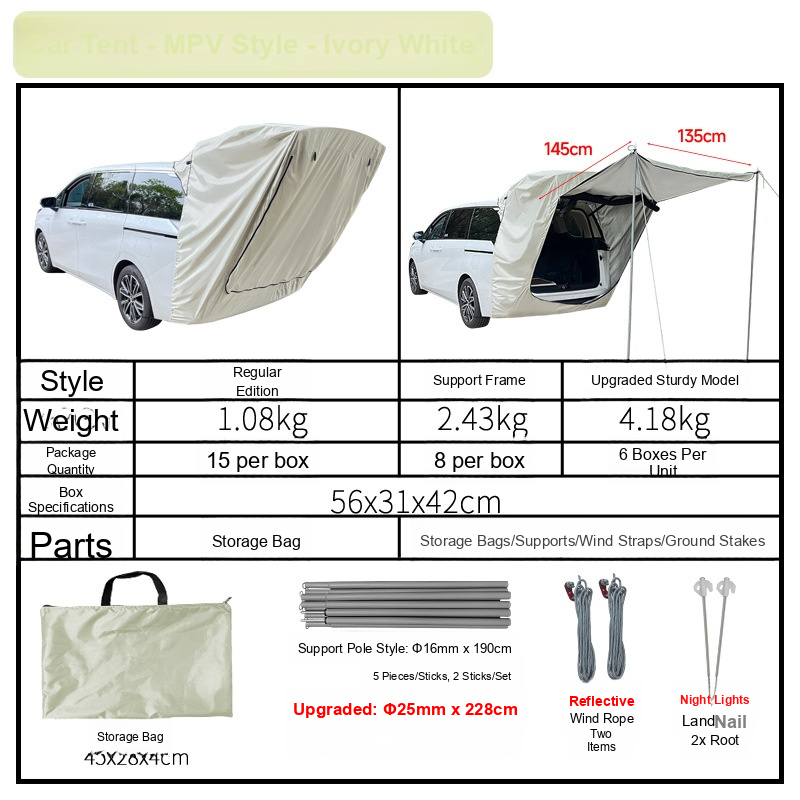 Car Tent - MPV Style - Ivory White
145cm
135cm
Style
Regular
Edition
Support Frame
Upgraded Sturdy Model
Weight
1.08kg
2.43kg
4.18kg
Package
Quantity
15 per box
8 per box
6 Boxes Per
Unit
Box
Specifications
56x31x42cm
Parts
Storage Bag
Storage Bags/Supports/Wind Straps/Ground Stakes
Support Pole Style: Φ16mm x 190cm
5 Pieces/Sticks, 2 Sticks/Set
Upgraded: Φ25mm x 228cm
Storage Bag
45x28x4cm
Reflective
Wind Rope
Two
Items
Night Lights
LandNail
2x Root